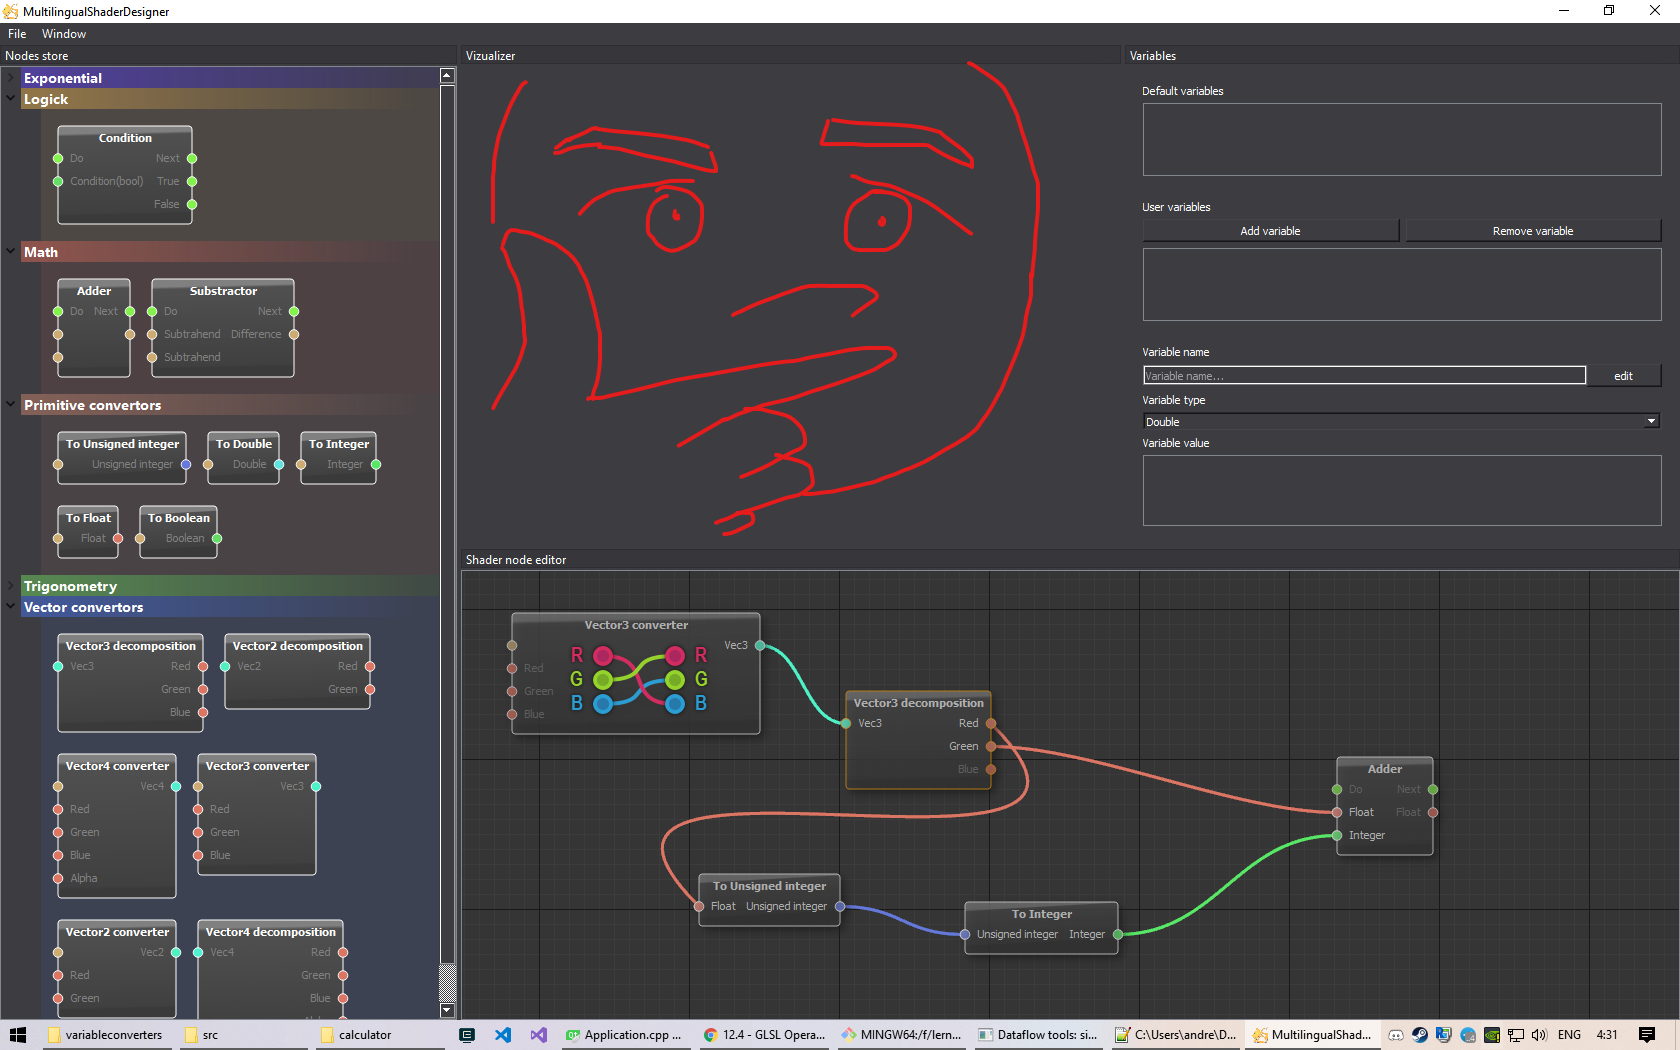 MultilingualShaderDesigner
File Window
Nodes store
Exponential
Logick
Condition
Do Next
Condition(bool) True
False
Math
Adder
Do Next
Substractor
Do Next
Subtrahend Difference
Subtrahend
Primitive convertors
To Unsigned integer
Unsigned integer
To Double
Double
To Integer
Integer
To Float
Float
To Boolean
Boolean
Trigonometry
Vector convertors
Vector3 decomposition
Vec3 Red
Green
Blue
Vector2 decomposition
Vec2 Red
Green
Vector4 converter
Vec4
Red
Green
Blue
Alpha
Vector3 converter
Vec3
Red
Green
Blue
Vector2 converter
Vec2
Red
Green
Vector4 decomposition
Vec4 Red
Green
Blue
Vizualizer
Variables
Default variables
User variables
Add variable Remove variable
Variable name
Variable name... edit
Variable type
Double
Variable value
Shader node editor
Vector3 converter
Vec3
Red
Green
Blue
R R
G G
B B
Vector3 decomposition
Vec3 Red
Green
Blue
Adder
Do Next
Float Float
Integer
To Unsigned integer
Float Unsigned integer
To Integer
Unsigned integer Integer
variableconverters src calculator Application.cpp ... 12.4 - GLSL Opera... MINGW64:/f/lern... Dataflow tools: si... C:\Users\andre\D... MultilingualShad... ENG 4:31